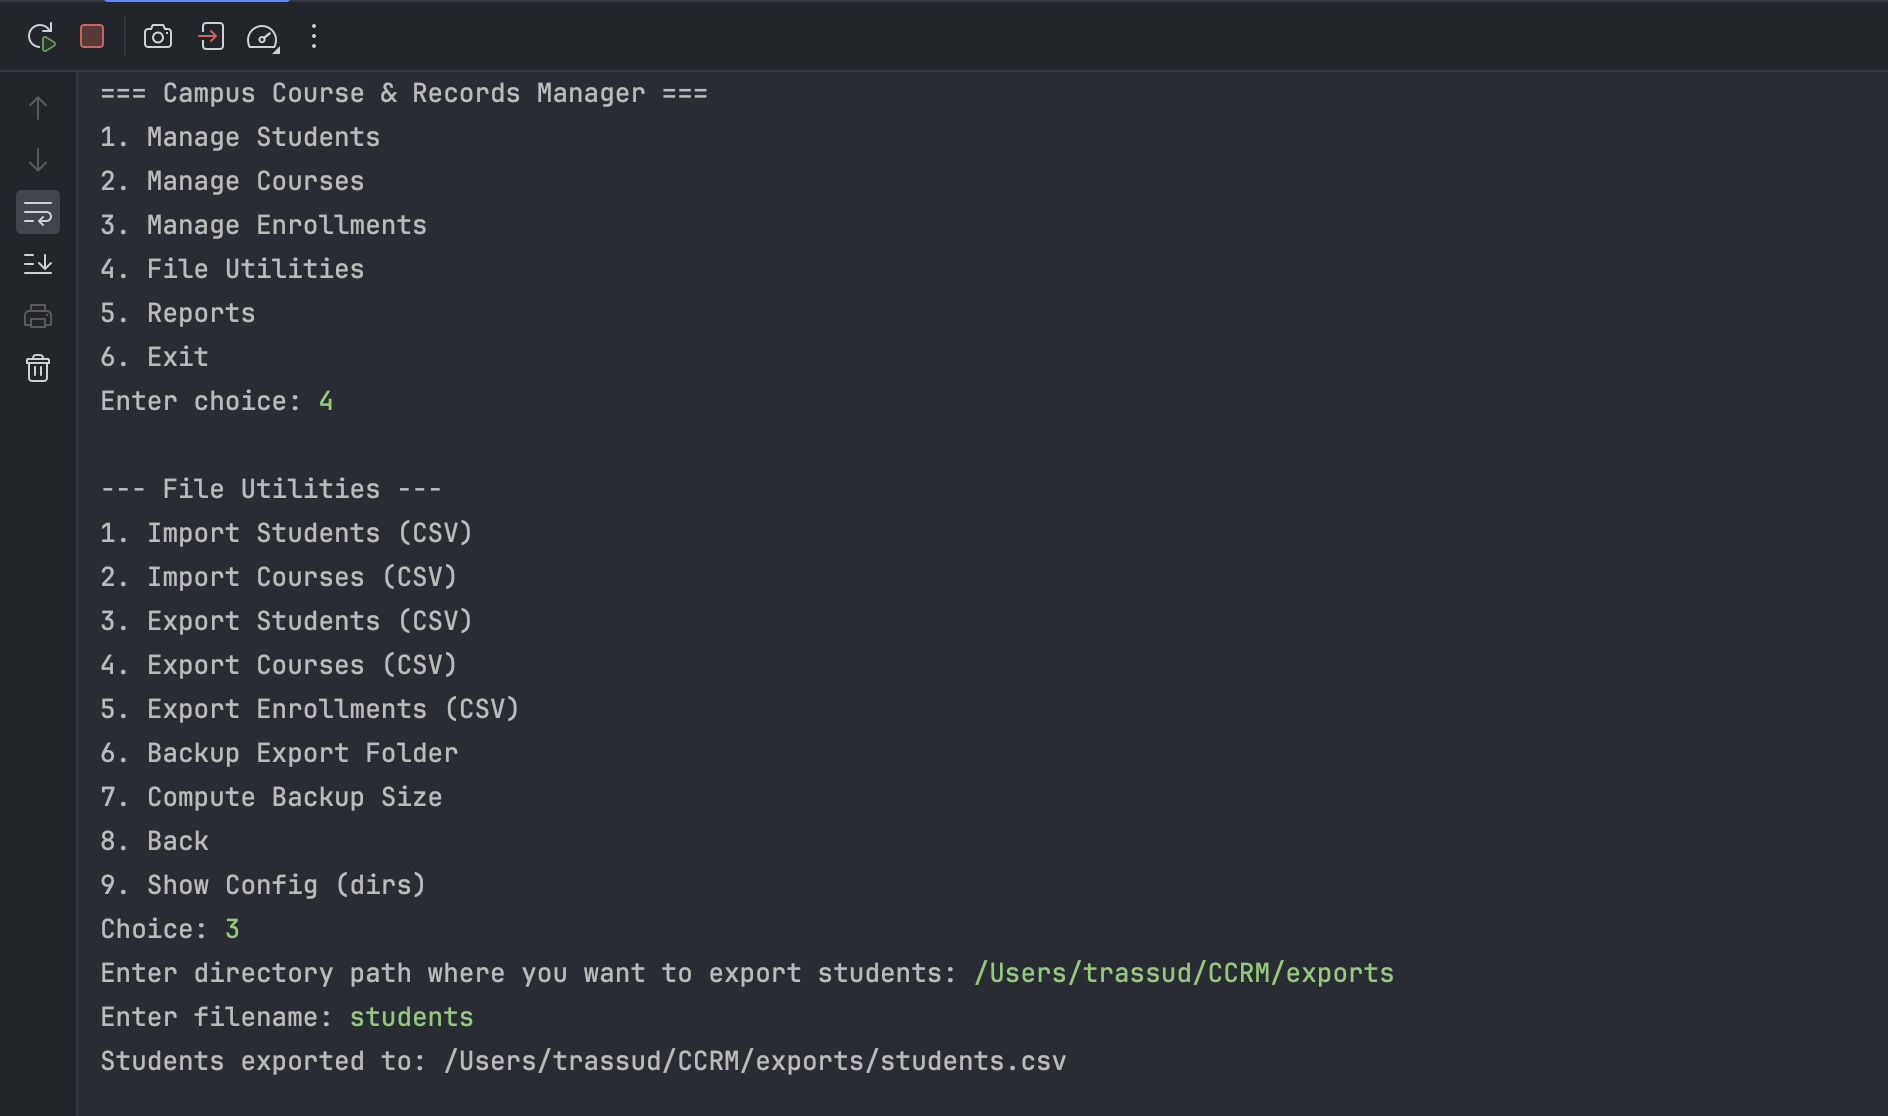 === Campus Course & Records Manager ===
1. Manage Students
2. Manage Courses
3. Manage Enrollments
4. File Utilities
5. Reports
6. Exit
Enter choice: 4
--- File Utilities ---
1. Import Students (CSV)
2. Import Courses (CSV)
3. Export Students (CSV)
4. Export Courses (CSV)
5. Export Enrollments (CSV)
6. Backup Export Folder
7. Compute Backup Size
8. Back
9. Show Config (dirs)
Choice: 3
Enter directory path where you want to export students: /Users/trassud/CCRM/exports
Enter filename: students
Students exported to: /Users/trassud/CCRM/exports/students.csv